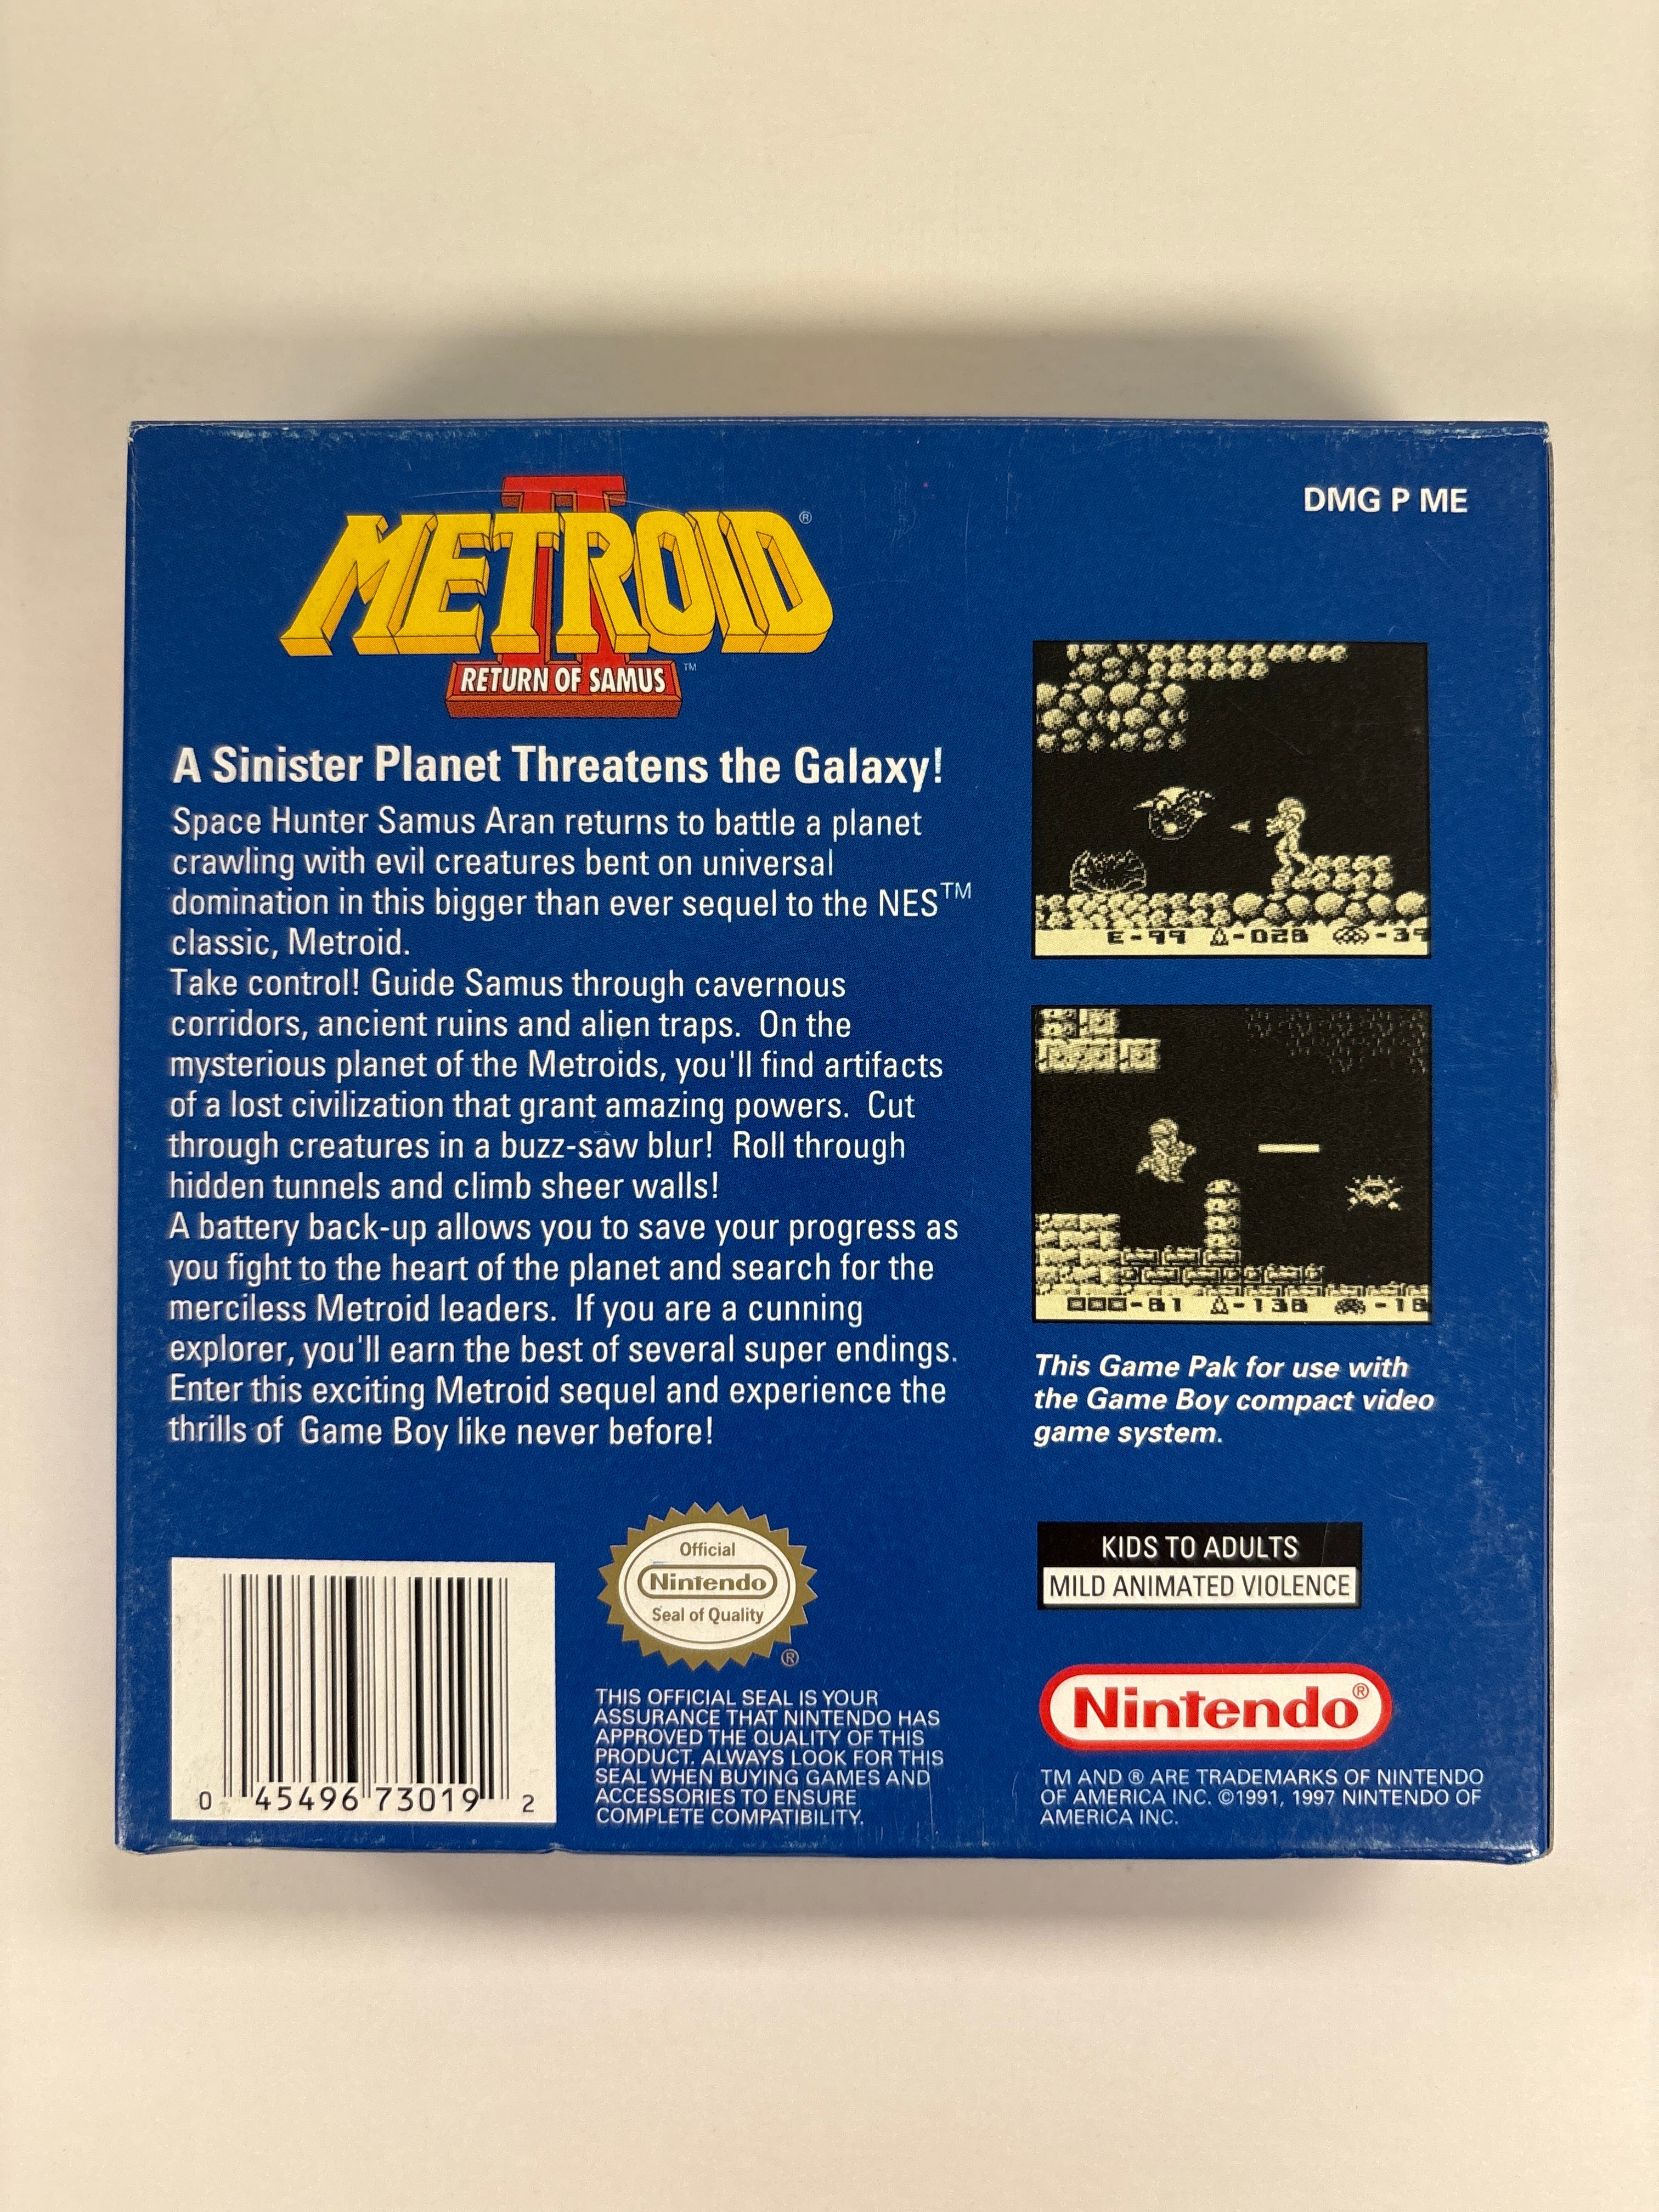 II
METROID®
RETURN OF SAMUS™
DMG P ME
A Sinister Planet Threatens the Galaxy!
Space Hunter Samus Aran returns to battle a planet
crawling with evil creatures bent on universal
domination in this bigger than ever sequel to the NES™
classic, Metroid.
Take control! Guide Samus through cavernous
corridors, ancient ruins and alien traps. On the
mysterious planet of the Metroids, you'll find artifacts
of a lost civilization that grant amazing powers. Cut
through creatures in a buzz-saw blur! Roll through
hidden tunnels and climb sheer walls!
A battery back-up allows you to save your progress as
you fight to the heart of the planet and search for the
merciless Metroid leaders. If you are a cunning
explorer, you'll earn the best of several super endings.
Enter this exciting Metroid sequel and experience the
thrills of Game Boy like never before!
E-99 -028 -39
-81 -138 -18
This Game Pak for use with
the Game Boy compact video
game system.
KIDS TO ADULTS
MILD ANIMATED VIOLENCE
Nintendo®
TM AND ® ARE TRADEMARKS OF NINTENDO
OF AMERICA INC. ©1991, 1997 NINTENDO OF
AMERICA INC.
Official
Nintendo
Seal of Quality
®
THIS OFFICIAL SEAL IS YOUR
ASSURANCE THAT NINTENDO HAS
APPROVED THE QUALITY OF THIS
PRODUCT. ALWAYS LOOK FOR THIS
SEAL WHEN BUYING GAMES AND
ACCESSORIES TO ENSURE
COMPLETE COMPATIBILITY.
0 45496 73019 2